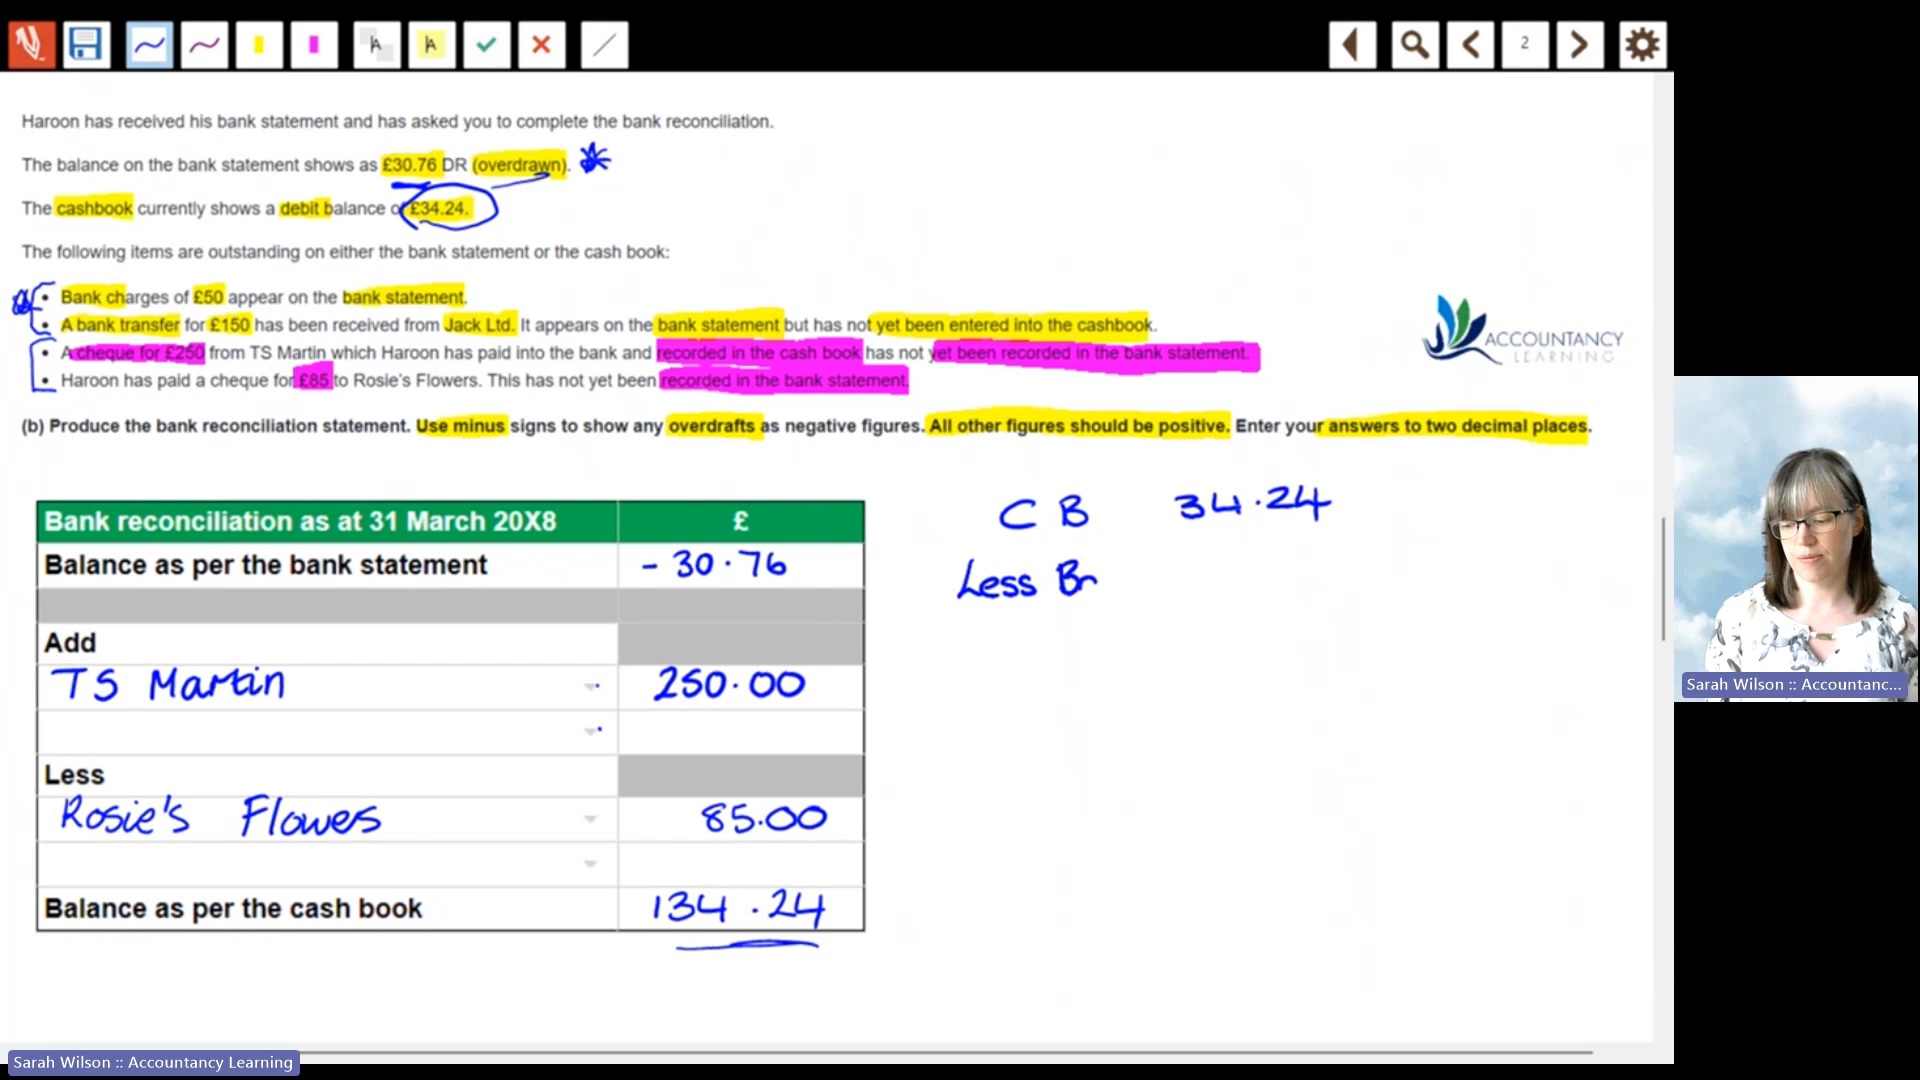 2
Haroon has received his bank statement and has asked you to complete the bank reconciliation.
The balance on the bank statement shows as £30.76 DR (overdrawn).
The cashbook currently shows a debit balance of £34.24.
The following items are outstanding on either the bank statement or the cash book:
• Bank charges of £50 appear on the bank statement.
• A bank transfer for £150 has been received from Jack Ltd. It appears on the bank statement but has not yet been entered into the cashbook.
• A cheque for £250 from TS Martin which Haroon has paid into the bank and recorded in the cash book has not yet been recorded in the bank statement.
• Haroon has paid a cheque for £85 to Rosie's Flowers. This has not yet been recorded in the bank statement.
ACCOUNTANCY
LEARNING
(b) Produce the bank reconciliation statement. Use minus signs to show any overdrafts as negative figures. All other figures should be positive. Enter your answers to two decimal places.
Bank reconciliation as at 31 March 20X8 £
Balance as per the bank statement - 30.76
Add
TS Martin 250.00
Less
Rosie's Flowes 85.00
Balance as per the cash book 134.24
C B 34.24
Less Bn
Sarah Wilson :: Accountanc...
Sarah Wilson :: Accountancy Learning